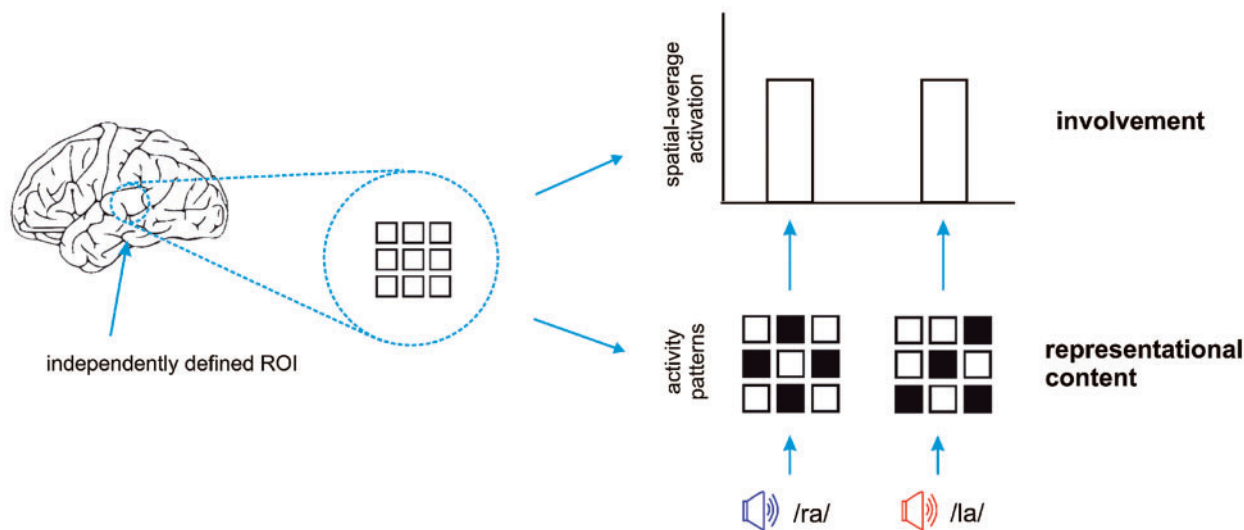 spatial-average
activation
involvement
independently defined ROI
activity
patterns
representational
content
/ra/
/la/